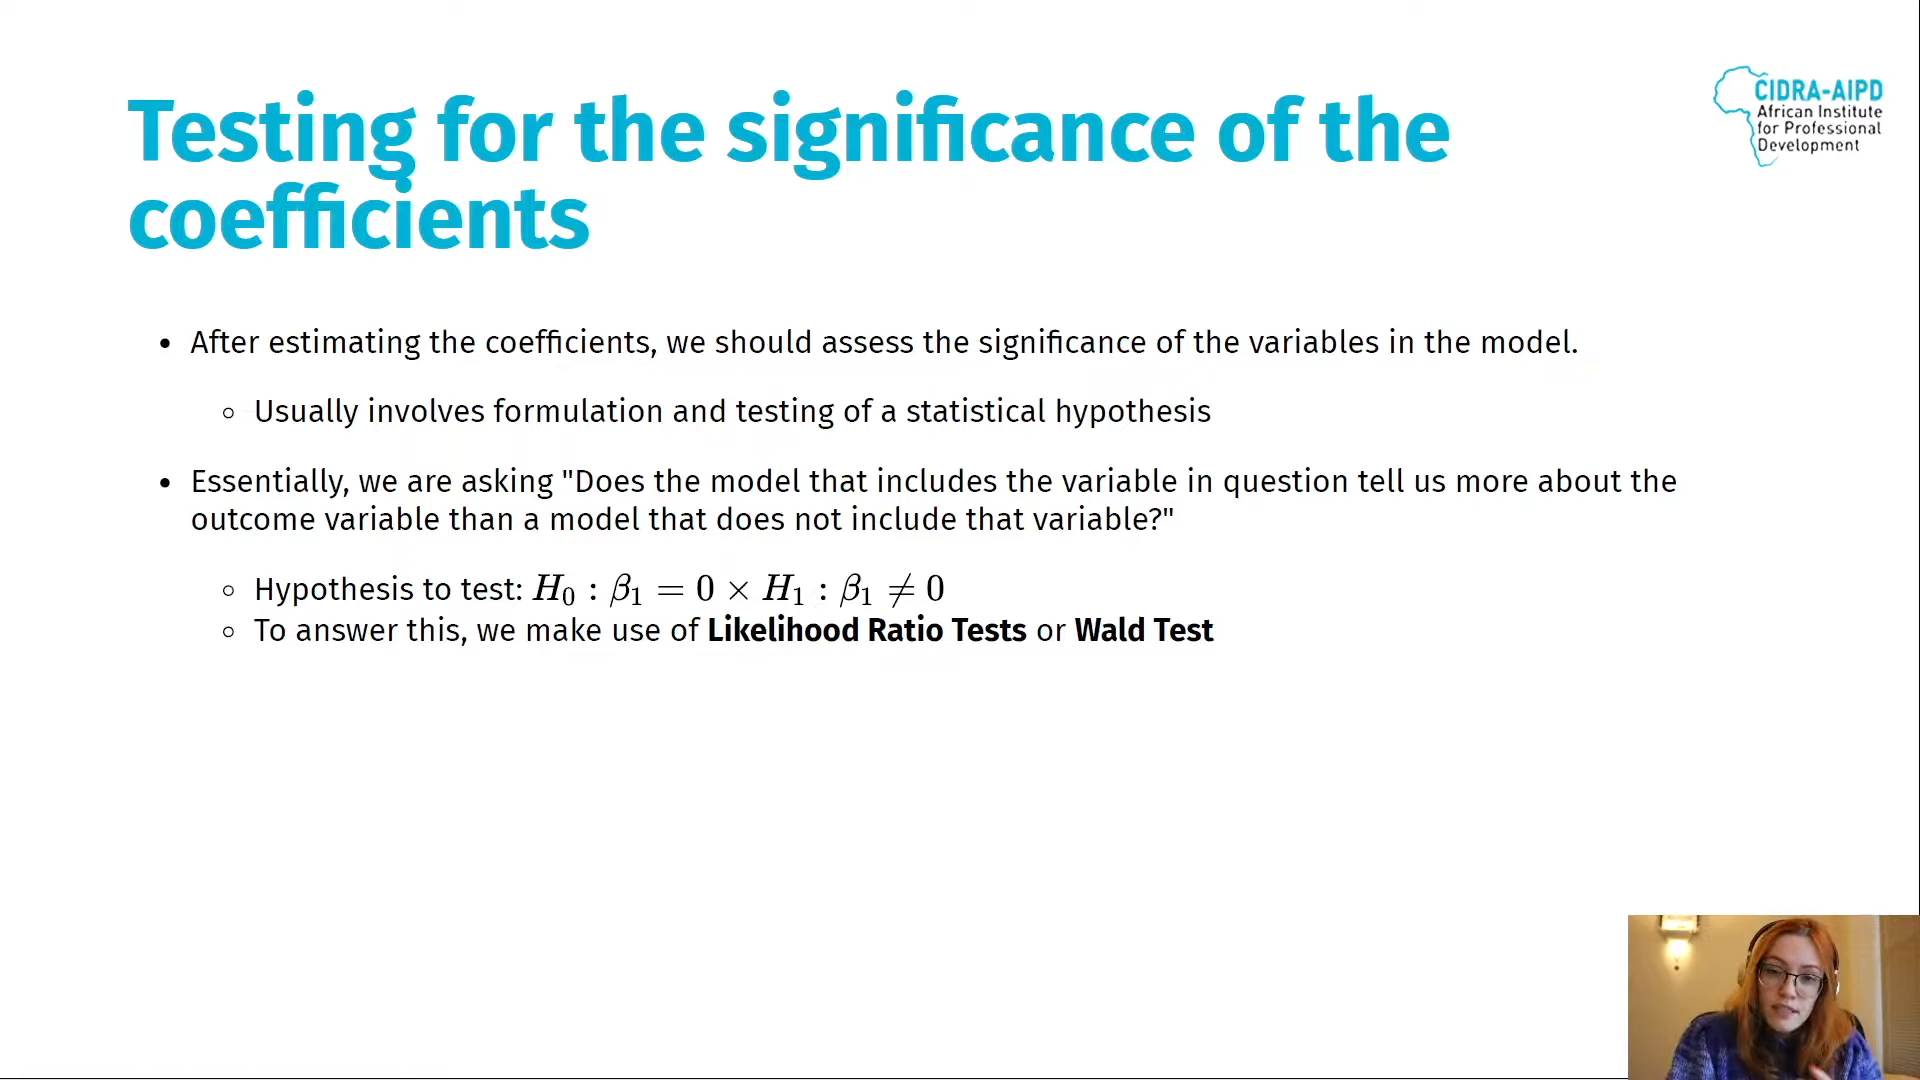 Testing for the significance of the
coefficients
CIDRA-AIPD
African Institute
for Professional
Development
• After estimating the coefficients, we should assess the significance of the variables in the model.
◦ Usually involves formulation and testing of a statistical hypothesis
• Essentially, we are asking "Does the model that includes the variable in question tell us more about the
outcome variable than a model that does not include that variable?"
◦ Hypothesis to test: H₀ : β₁ = 0 × H₁ : β₁ ≠ 0
◦ To answer this, we make use of Likelihood Ratio Tests or Wald Test